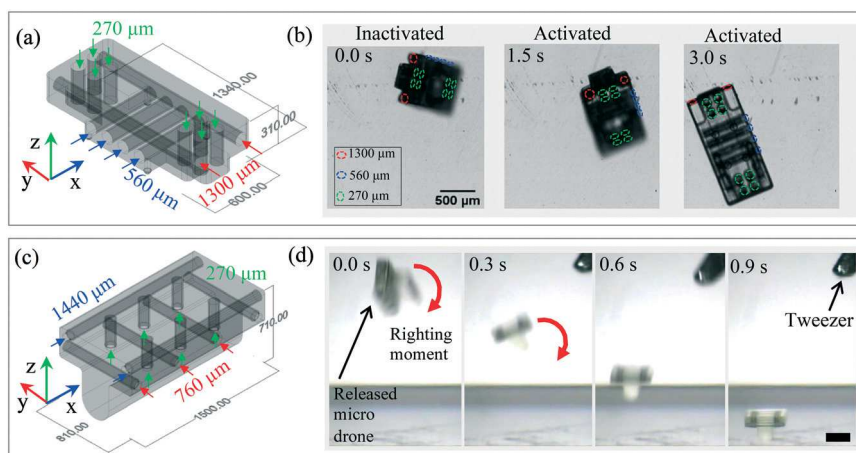 (a)
270 µm
1340.00
310.00
z
y
x
560 µm
1300 µm
600.00
(b)
Inactivated
Activated
Activated
0.0 s
1.5 s
3.0 s
1300 µm
560 µm
270 µm
500 µm
(c)
270 µm
1440 µm
710.00
z
y
x
760 µm
810.00
1500.00
(d)
0.0 s
0.3 s
0.6 s
0.9 s
Righting
moment
Tweezer
Released
micro
drone